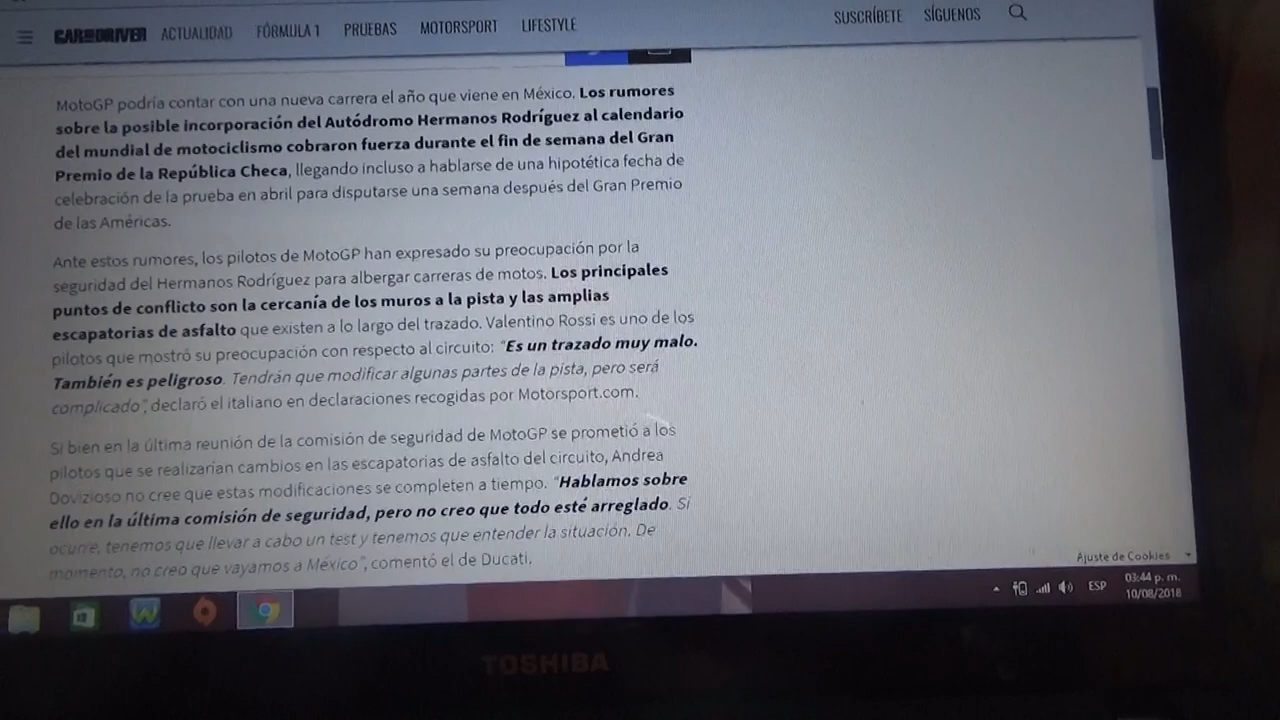 CAR AND DRIVER ACTUALIDAD FÓRMULA 1 PRUEBAS MOTORSPORT LIFESTYLE SUSCRÍBETE SÍGUENOS
MotoGP podría contar con una nueva carrera el año que viene en México. Los rumores
sobre la posible incorporación del Autódromo Hermanos Rodríguez al calendario
del mundial de motociclismo cobraron fuerza durante el fin de semana del Gran
Premio de la República Checa, llegando incluso a hablarse de una hipotética fecha de
celebración de la prueba en abril para disputarse una semana después del Gran Premio
de las Américas.
Ante estos rumores, los pilotos de MotoGP han expresado su preocupación por la
seguridad del Hermanos Rodríguez para albergar carreras de motos. Los principales
puntos de conflicto son la cercanía de los muros a la pista y las amplias
escapatorias de asfalto que existen a lo largo del trazado. Valentino Rossi es uno de los
pilotos que mostró su preocupación con respecto al circuito: "Es un trazado muy malo.
También es peligroso. Tendrán que modificar algunas partes de la pista, pero será
complicado", declaró el italiano en declaraciones recogidas por Motorsport.com.
Si bien en la última reunión de la comisión de seguridad de MotoGP se prometió a los
pilotos que se realizarían cambios en las escapatorias de asfalto del circuito, Andrea
Dovizioso no cree que estas modificaciones se completen a tiempo. "Hablamos sobre
ello en la última comisión de seguridad, pero no creo que todo esté arreglado. Si
ocurre, tenemos que llevar a cabo un test y tenemos que entender la situación. De
momento, no creo que vayamos a México", comentó el de Ducati.
Ajuste de Cookies
ESP
03:44 p. m.
10/08/2018
TOSHIBA